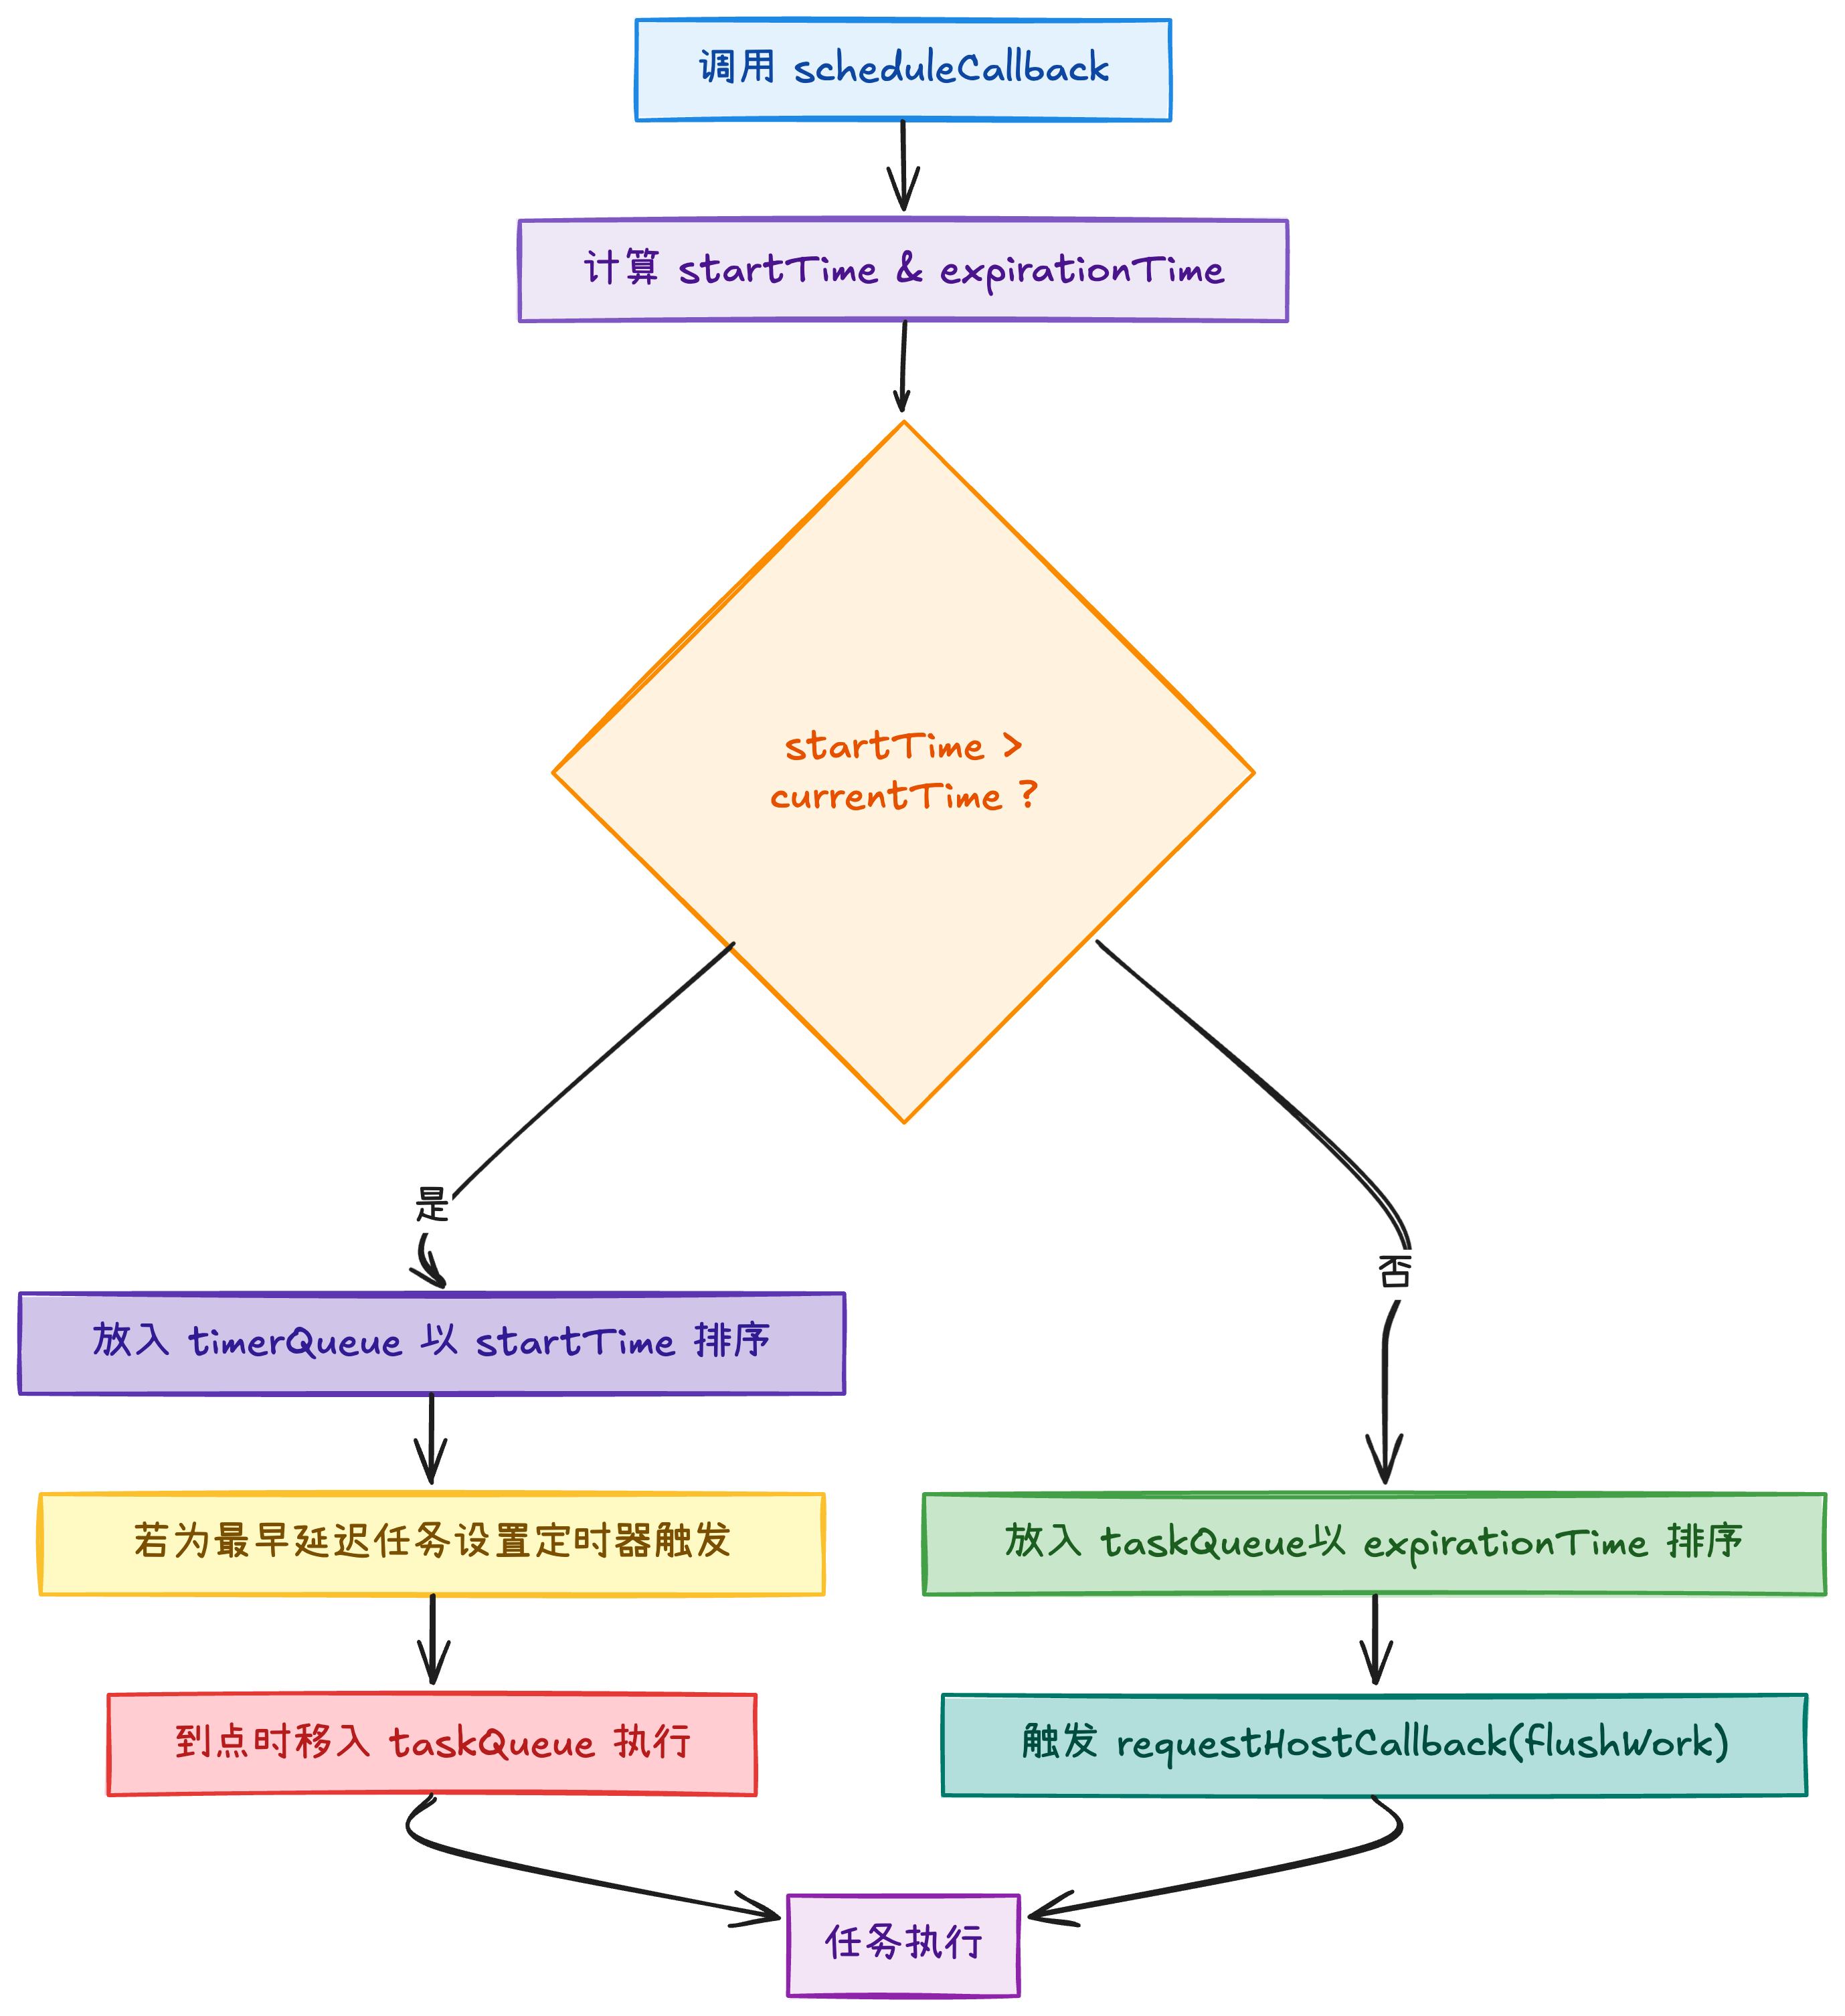 调用 scheduleCallback
计算 startTime & expirationTime
startTime >
currentTime ?
是
否
放入 timerQueue 以 startTime 排序
若为最早延迟任务设置定时器触发
放入 taskQueue以 expirationTime 排序
到点时移入 taskQueue 执行
触发 requestHostCallback(flushWork)
任务执行